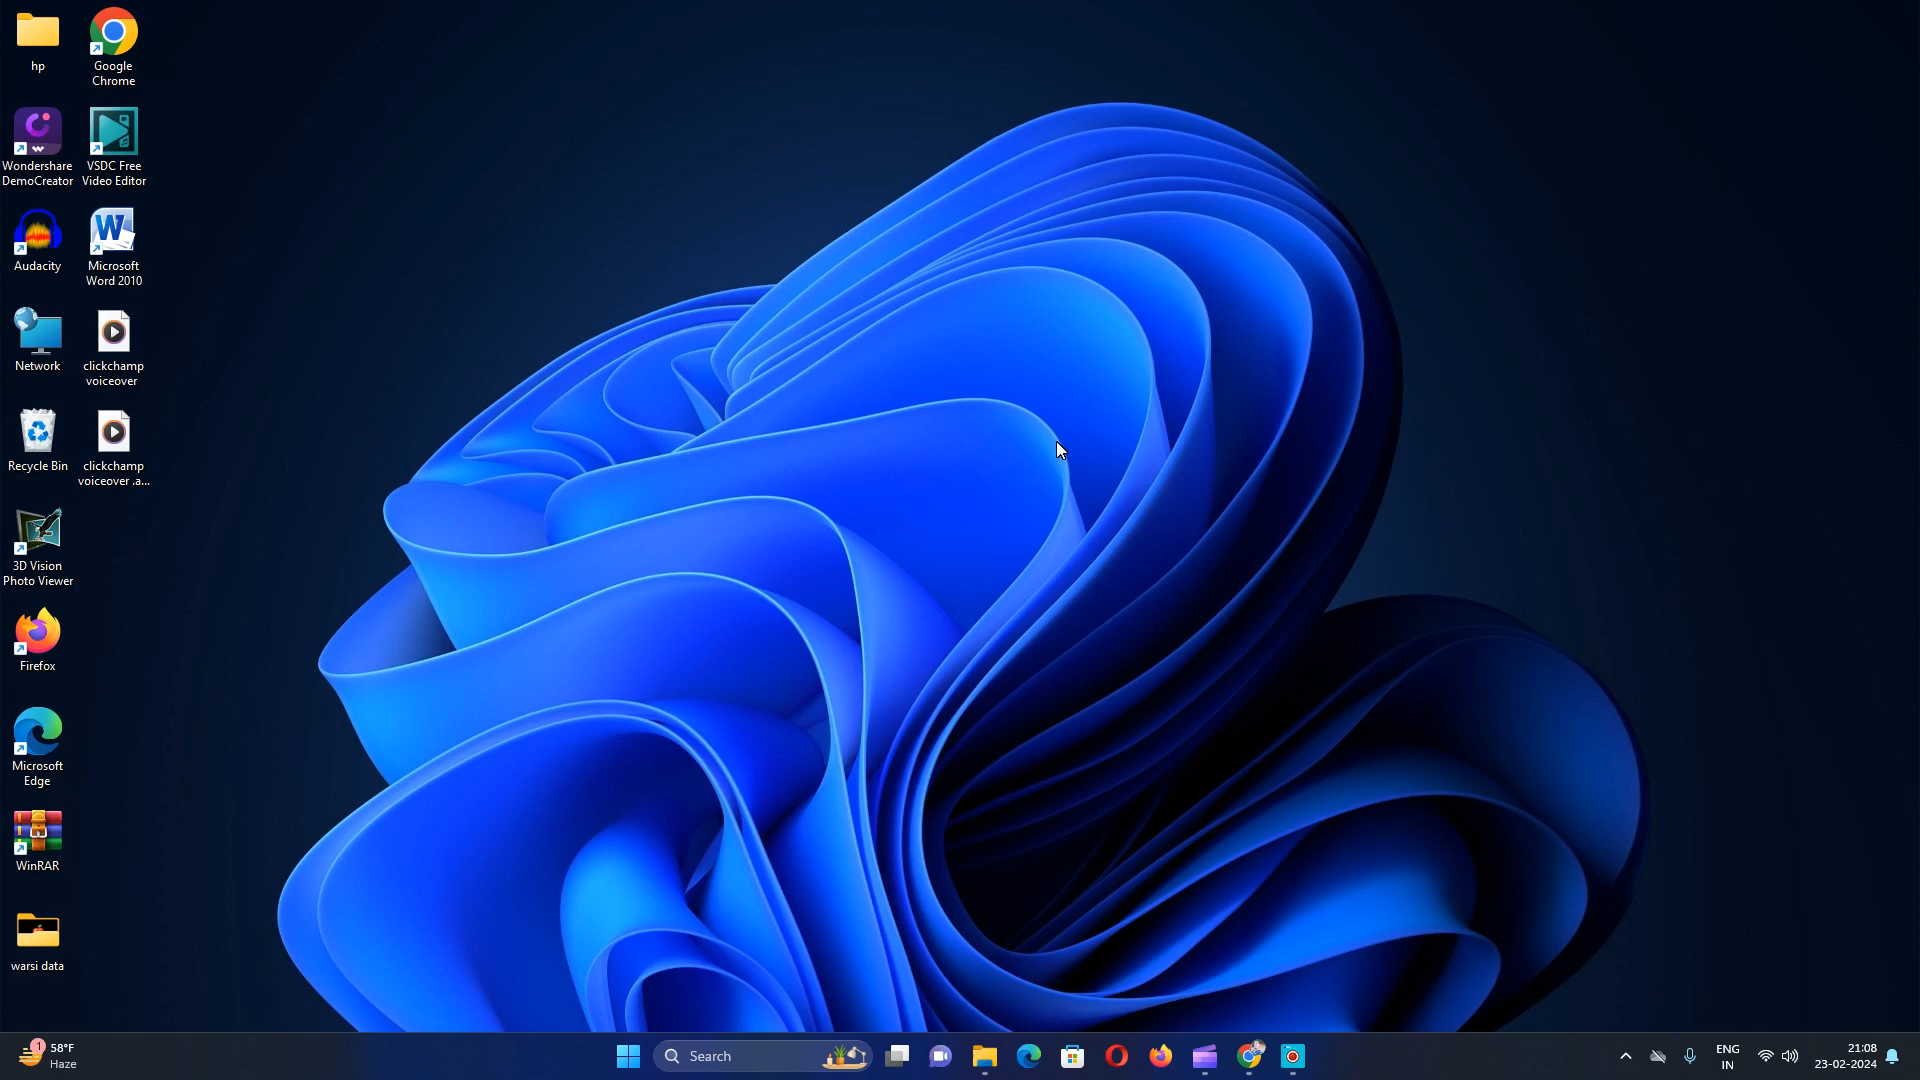 hp
Google
Chrome
Wondershare
DemoCreator
VSDC Free
Video Editor
Audacity
W
Microsoft
Word 2010
Network
clickchamp
voiceover
Recycle Bin
clickchamp
voiceover .a...
3D Vision
Photo Viewer
Firefox
Microsoft
Edge
WinRAR
warsi data
1
58°F
Haze
Search
ENG
IN
21:08
23-02-2024